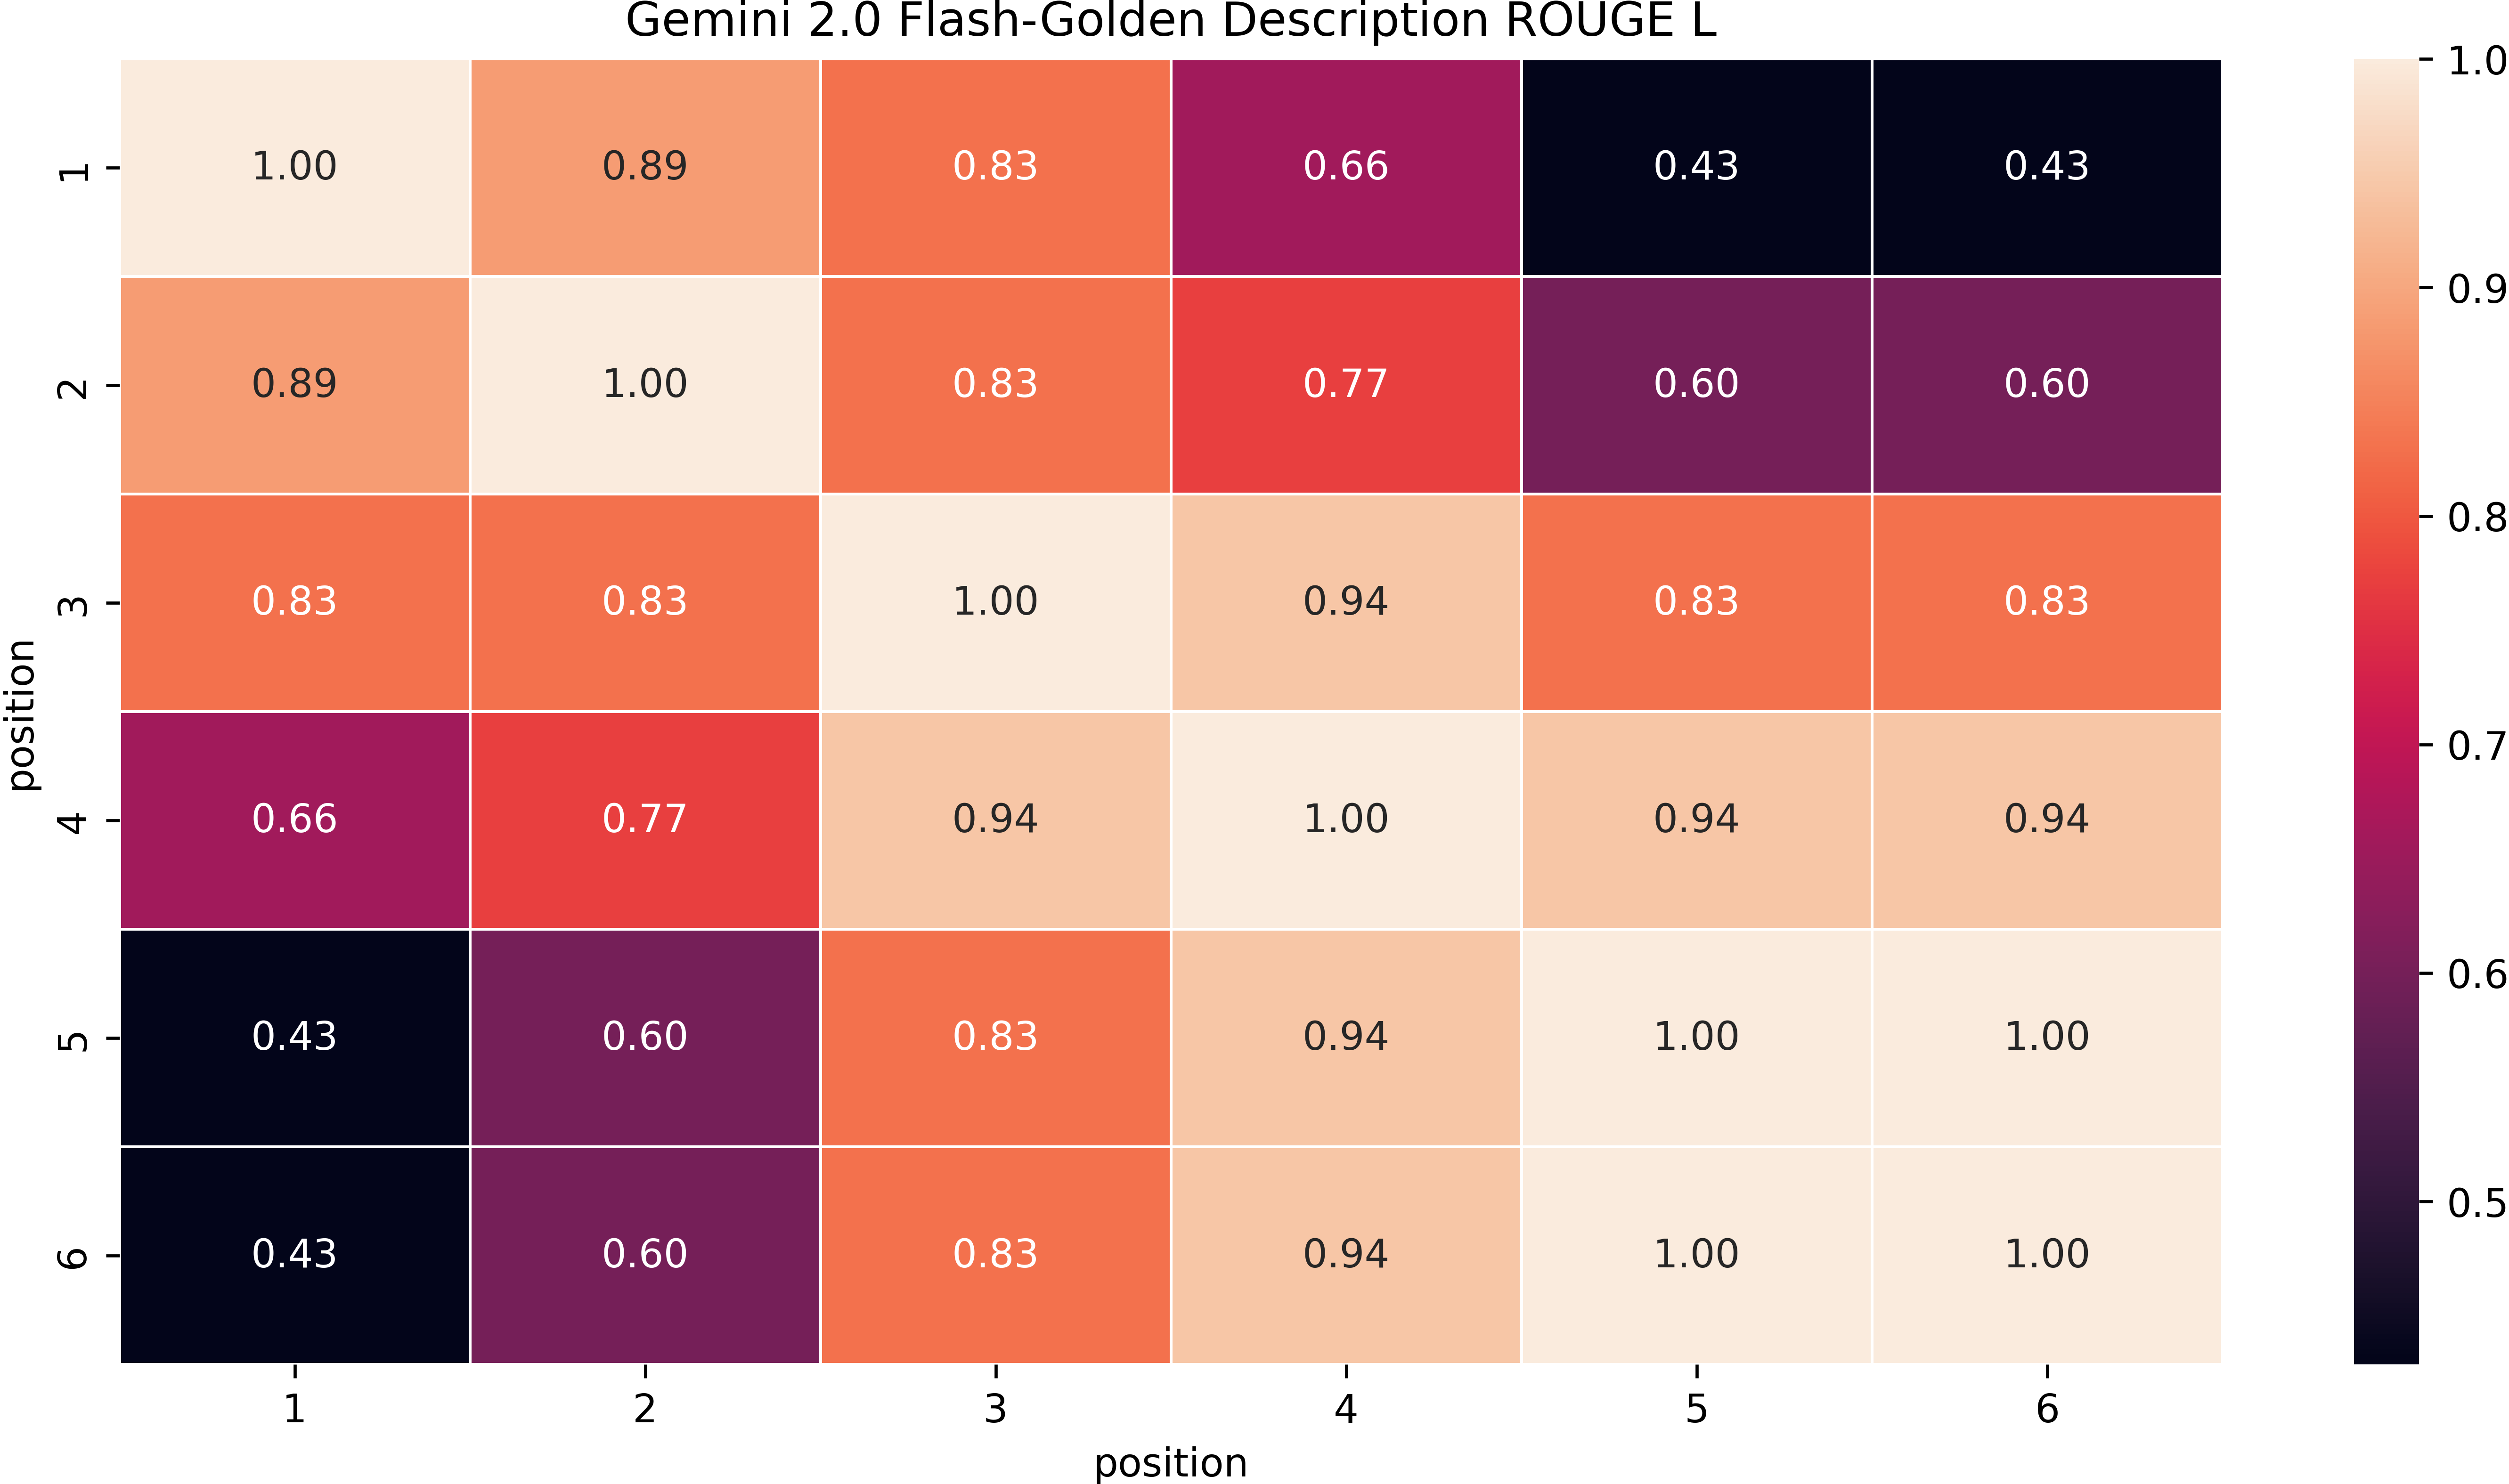 Gemini 2.0 Flash-Golden Description ROUGE L
1 1.00 0.89 0.83 0.66 0.43 0.43
2 0.89 1.00 0.83 0.77 0.60 0.60
3 0.83 0.83 1.00 0.94 0.83 0.83
4 0.66 0.77 0.94 1.00 0.94 0.94
5 0.43 0.60 0.83 0.94 1.00 1.00
6 0.43 0.60 0.83 0.94 1.00 1.00
position
1 2 3 4 5 6
position
1.0
0.9
0.8
0.7
0.6
0.5